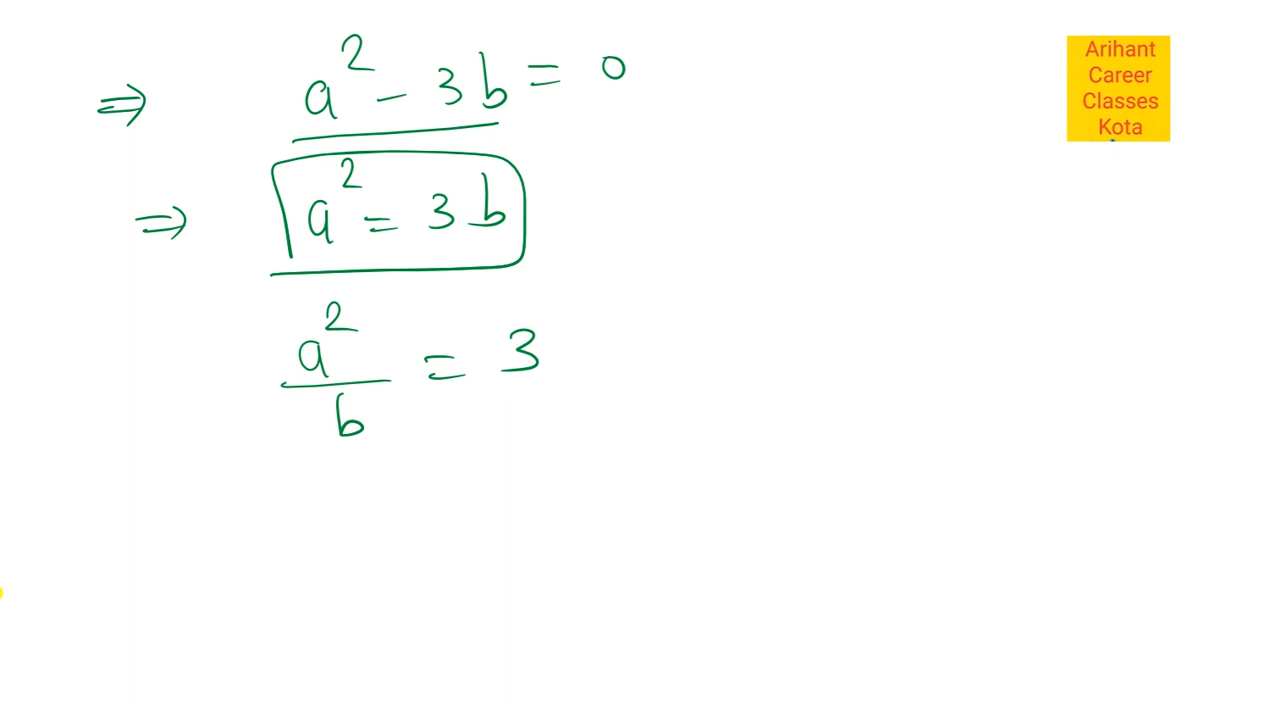 ⇒ a² - 3b = 0
⇒ a² = 3b
a²/b = 3
Arihant
Career
Classes
Kota